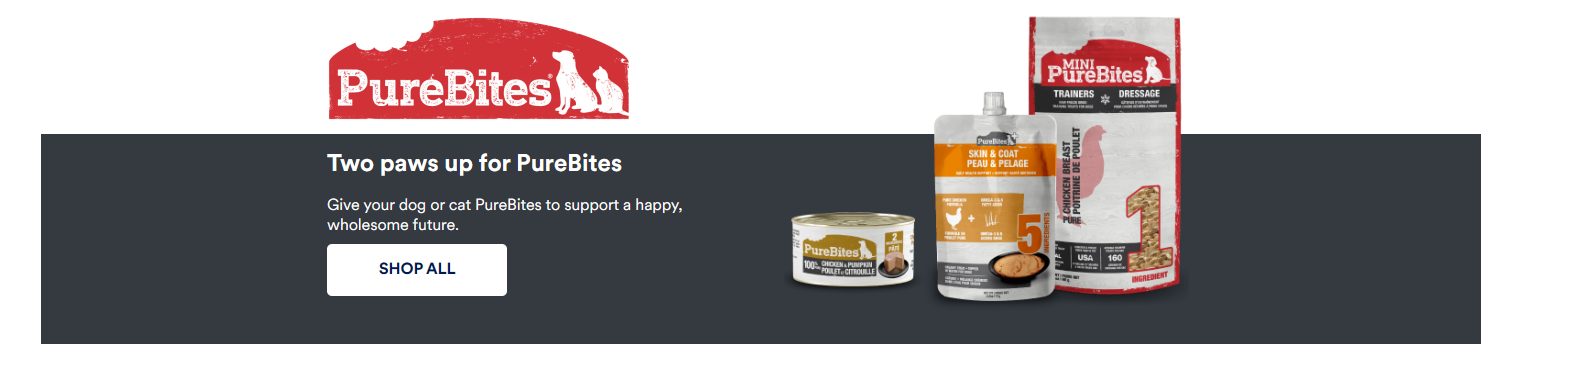 PureBites®
Two paws up for PureBites
Give your dog or cat PureBites to support a happy,
wholesome future.
SHOP ALL
PureBites
2
PÂTÉ
100%
CHICKEN & PUMPKIN
POULET et CITROUILLE
PureBites
SKIN & COAT
PEAU & PELAGE
+
5
INGREDIENTS
MINI
PureBites
TRAINERS
DRESSAGE
CHICKEN BREAST
PURE POITRINE DE POULET
USA
160
1
INGREDIENT